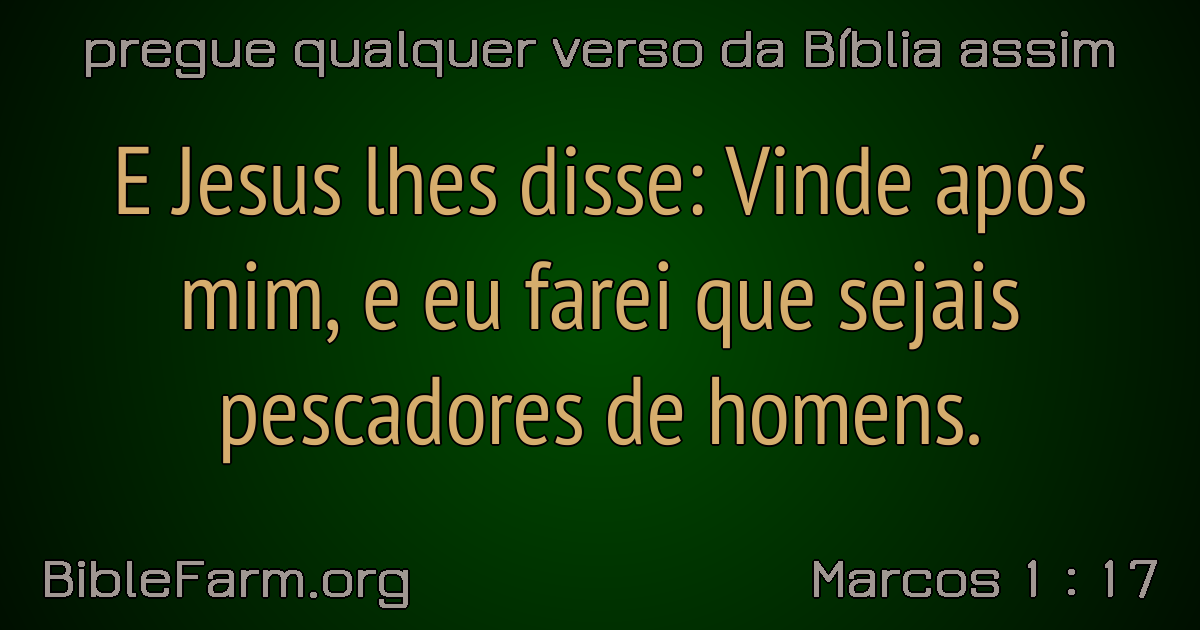 pregue qualquer verso da Bíblia assim
E Jesus lhes disse: Vinde após
mim, e eu farei que sejais
pescadores de homens.
BibleFarm.org
Marcos 1 : 17